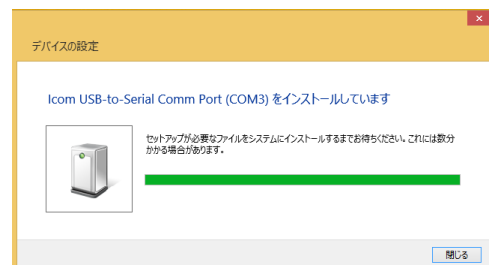 デバイスの設定
Icom USB-to-Serial Comm Port (COM3) をインストールしています
セットアップが必要なファイルをシステムにインストールするまでお待ちください。これには数分
かかる場合があります。
閉じる